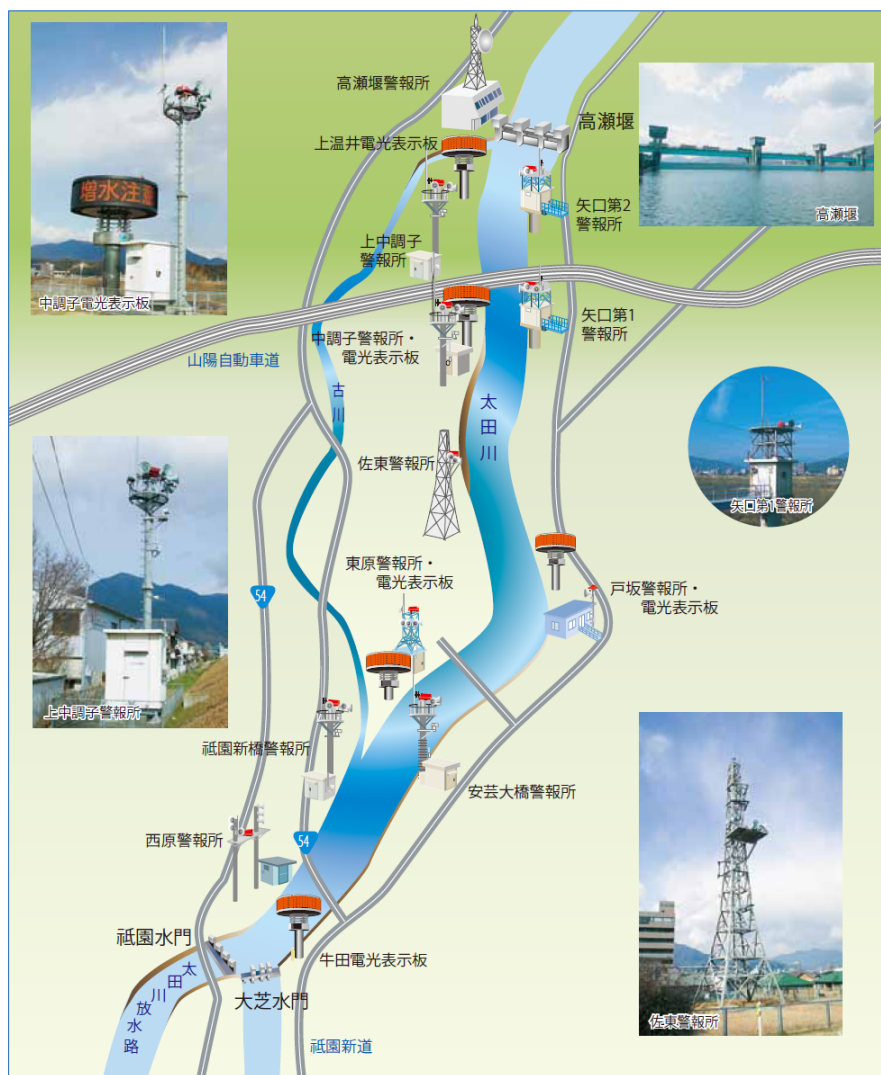 高瀬堰警報所
高瀬堰
上温井電光表示板
増水注意
高瀬堰
矢口第2
警報所
上中調子
警報所
中調子電光表示板
矢口第1
警報所
中調子警報所・
電光表示板
山陽自動車道
古川
太田川
佐東警報所
矢口第1警報所
東原警報所・
電光表示板
戸坂警報所・
電光表示板
54
上中調子警報所
祇園新橋警報所
安芸大橋警報所
西原警報所
54
祇園水門
牛田電光表示板
大芝水門
太田川
放水路
祇園新道
佐東警報所